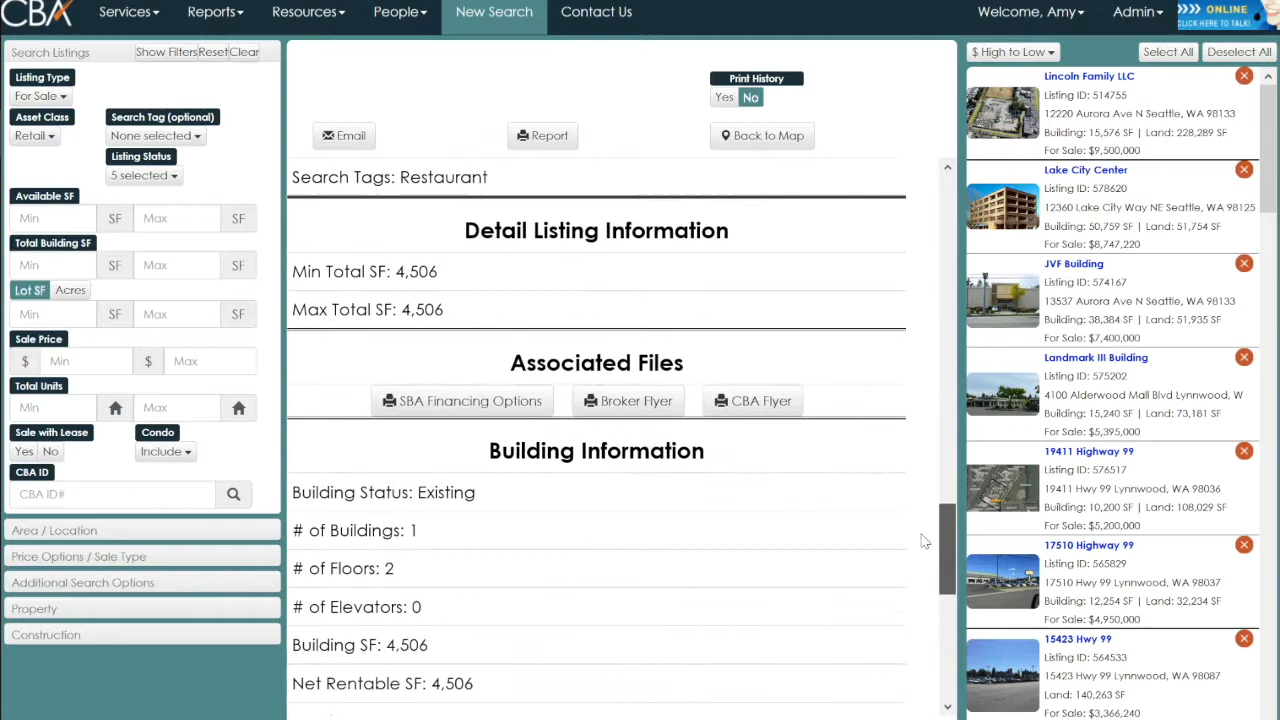 CBA
Services
Reports
Resources
People
New Search
Contact Us
Welcome, Amy
Admin
>>>> ONLINE
CLICK HERE TO TALK!
Search Listings
Show Filters
Reset
Clear
Listing Type
For Sale
Asset Class
Search Tag (optional)
Retail
None selected
Listing Status
5 selected
Available SF
Min SF Max SF
Total Building SF
Min SF Max SF
Lot SF Acres
Min SF Max SF
Sale Price
$ Min $ Max
Total Units
Min Max
Sale with Lease
Condo
Yes No
Include
CBA ID
CBA ID#
Area / Location
Price Options / Sale Type
Additional Search Options
Property
Construction
Print History
Yes No
Email
Report
Back to Map
Search Tags: Restaurant
Detail Listing Information
Min Total SF: 4,506
Max Total SF: 4,506
Associated Files
SBA Financing Options
Broker Flyer
CBA Flyer
Building Information
Building Status: Existing
# of Buildings: 1
# of Floors: 2
# of Elevators: 0
Building SF: 4,506
Net Rentable SF: 4,506
$ High to Low
Select All
Deselect All
Lincoln Family LLC
Listing ID: 514755
12220 Aurora Ave N Seattle, WA 98133
Building: 15,576 SF | Land: 228,289 SF
For Sale: $9,500,000
Lake City Center
Listing ID: 578620
12360 Lake City Way NE Seattle, WA 98125
Building: 50,759 SF | Land: 51,754 SF
For Sale: $8,747,220
JVF Building
Listing ID: 574167
13537 Aurora Ave N Seattle, WA 98133
Building: 38,384 SF | Land: 51,935 SF
For Sale: $7,400,000
Landmark III Building
Listing ID: 575202
4100 Alderwood Mall Blvd Lynnwood, W
Building: 15,240 SF | Land: 73,181 SF
For Sale: $5,395,000
19411 Highway 99
Listing ID: 576517
19411 Hwy 99 Lynnwood, WA 98036
Building: 10,200 SF | Land: 108,029 SF
For Sale: $5,200,000
17510 Highway 99
Listing ID: 565829
17510 Hwy 99 Lynnwood, WA 98037
Building: 12,254 SF | Land: 32,234 SF
For Sale: $4,950,000
15423 Hwy 99
Listing ID: 564533
15423 Hwy 99 Lynnwood, WA 98087
Land: 140,263 SF
For Sale: $3,366,240